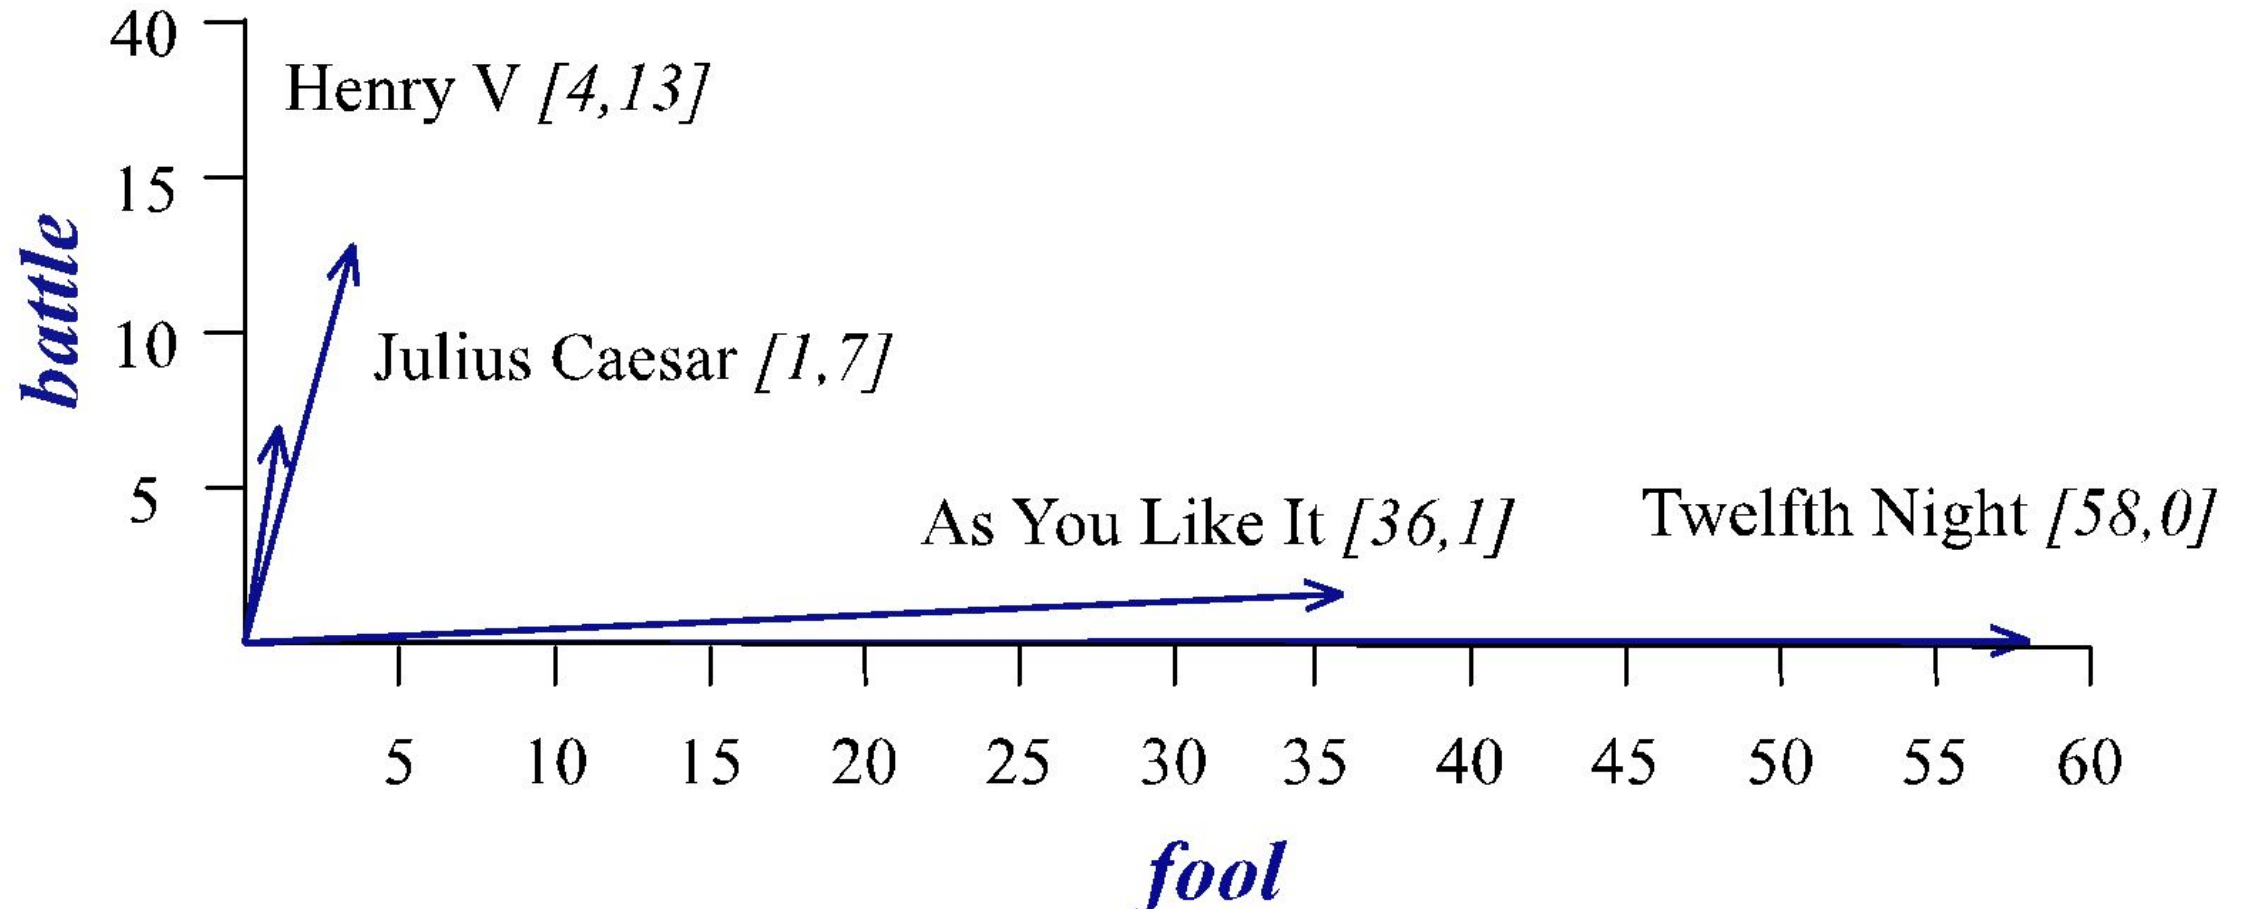 40
Henry V [4,13]
15
battle
10
Julius Caesar [1,7]
5
As You Like It [36,1]
Twelfth Night [58,0]
5 10 15 20 25 30 35 40 45 50 55 60
fool